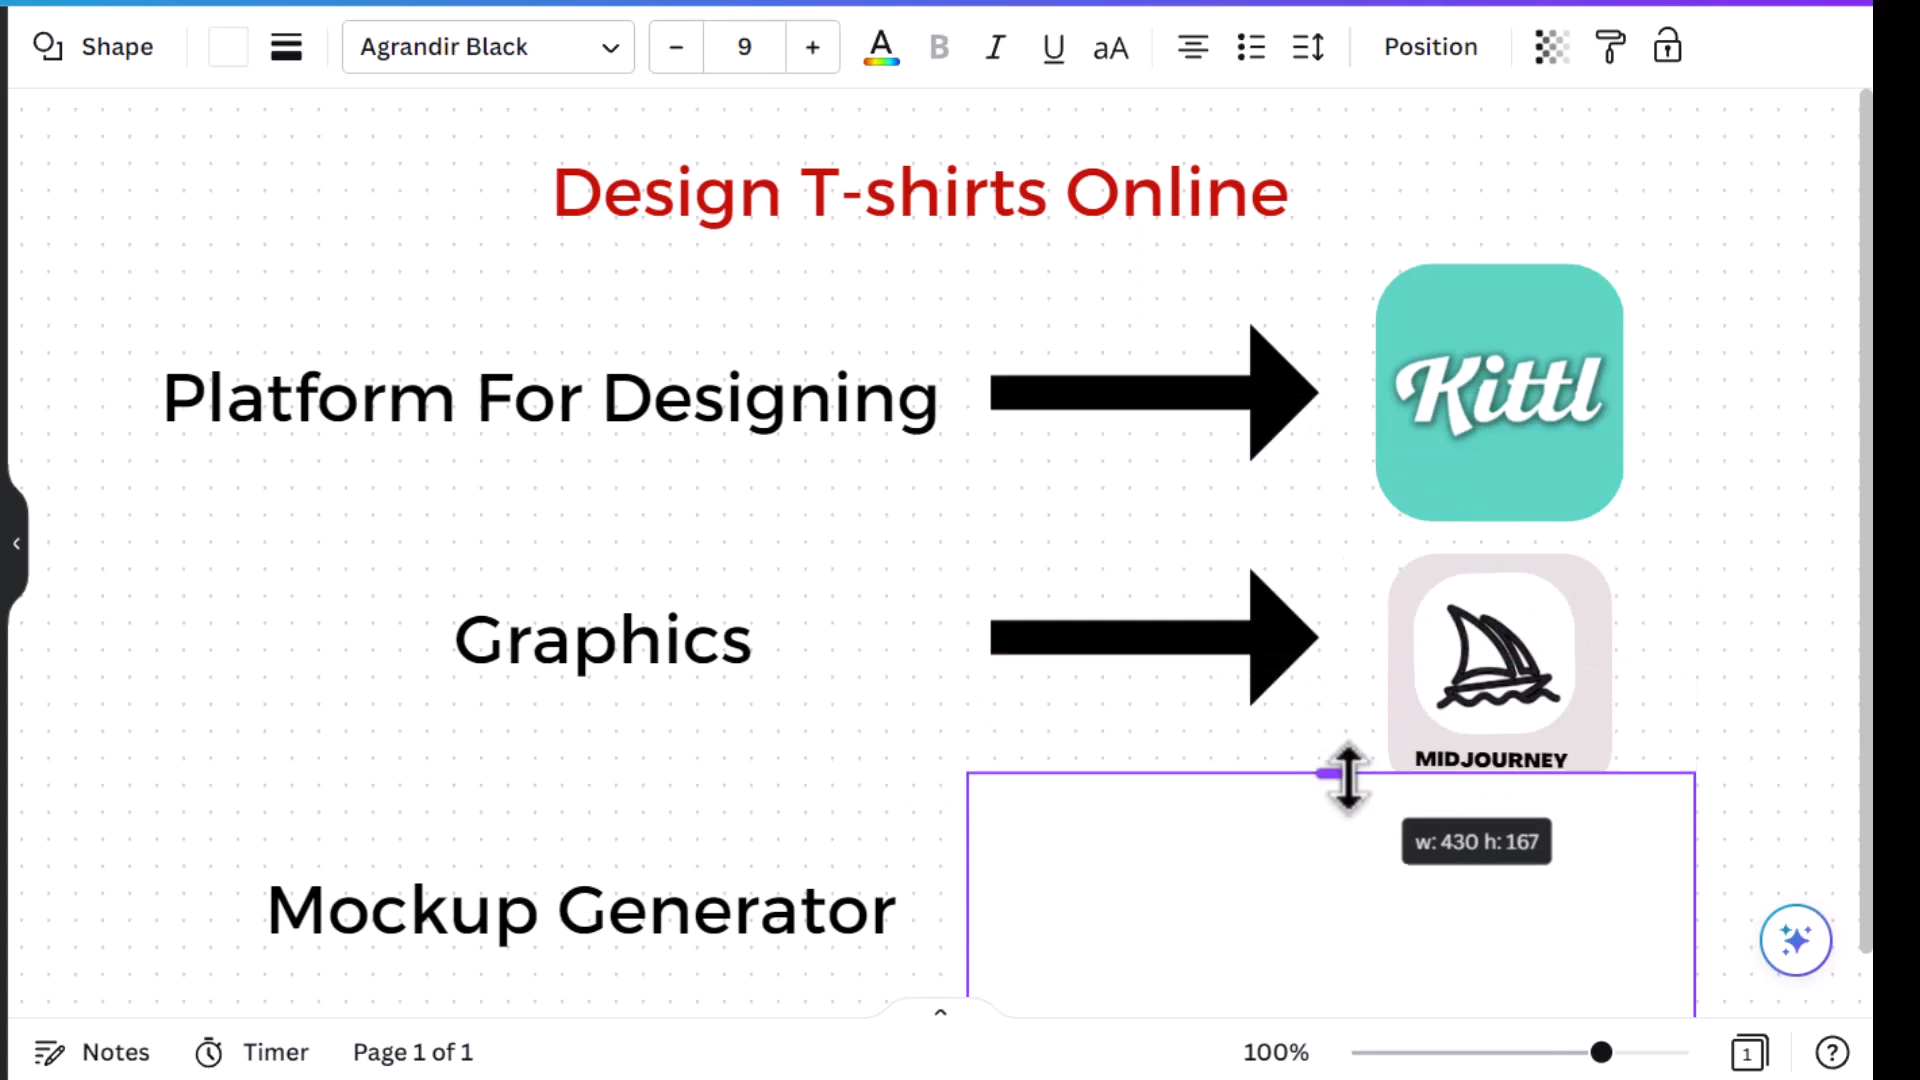 Shape
Agrandir Black
− 9 +
A B I U aA
Position
Design T-shirts Online
Platform For Designing
Kittl
Graphics
MIDJOURNEY
w: 430 h: 167
Mockup Generator
Notes
Timer
Page 1 of 1
100%
1
?